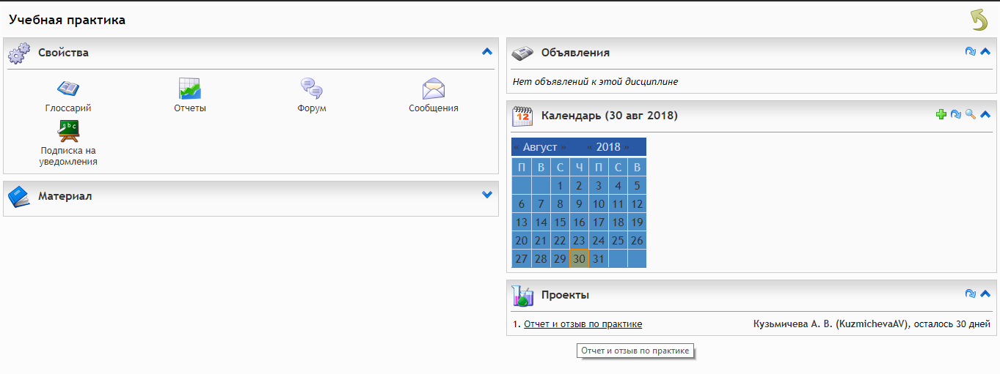 Учебная практика
Свойства
Глоссарий
Отчеты
Форум
Сообщения
Подписка на
уведомления
Материал
Объявления
Нет объявлений к этой дисциплине
12
Календарь (30 авг 2018)
« Август » « 2018 »
П В С Ч П С В
1 2 3 4 5
6 7 8 9 10 11 12
13 14 15 16 17 18 19
20 21 22 23 24 25 26
27 28 29 30 31
Проекты
1. Отчет и отзыв по практике Кузьмичева А. В. (KuzmichevaAV), осталось 30 дней
Отчет и отзыв по практике